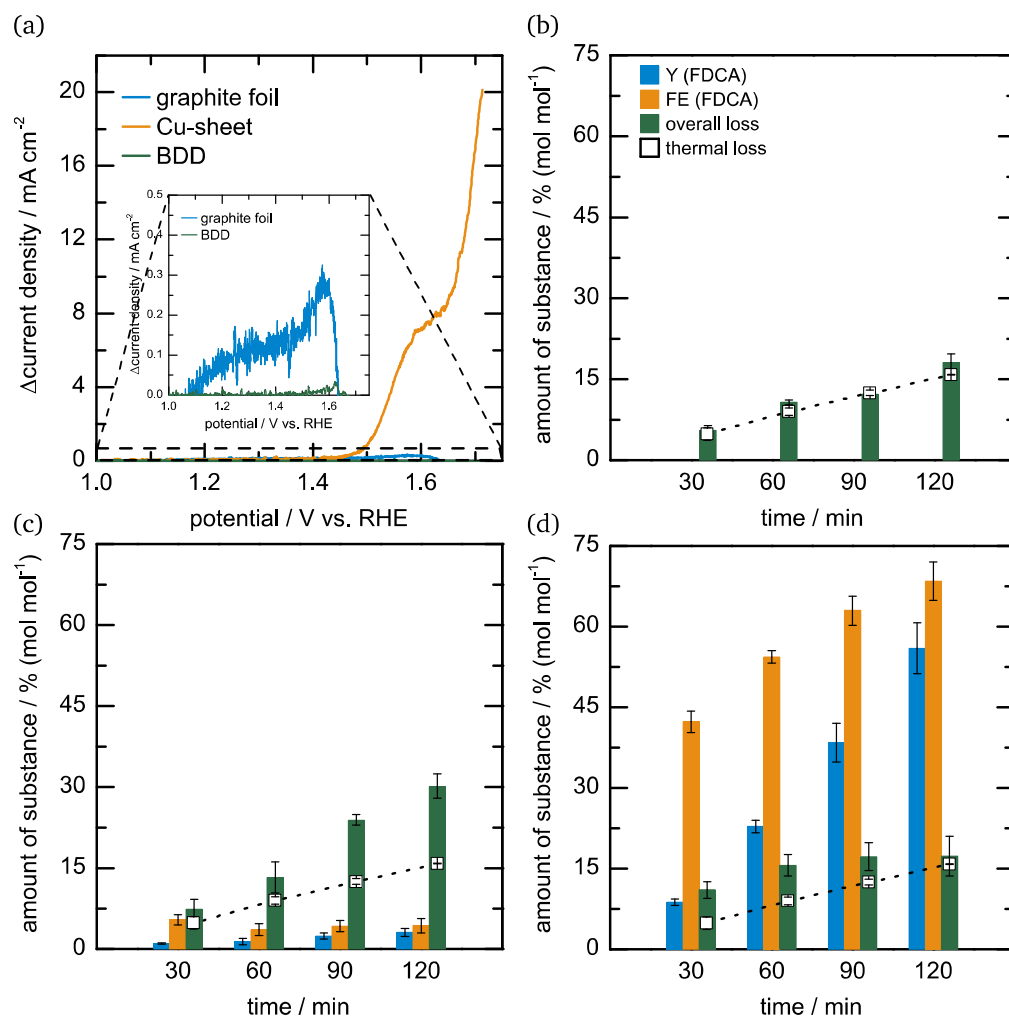 (a)
20
16
12
8
4
0
Δcurrent density / mA cm⁻²
graphite foil
Cu-sheet
BDD
0.5
0.4
0.3
0.2
0.1
0.0
Δcurrent density / mA cm⁻²
graphite foil
BDD
1.0 1.2 1.4 1.6
potential / V vs. RHE
1.0 1.2 1.4 1.6
potential / V vs. RHE
(b)
75
60
45
30
15
0
amount of substance / % (mol mol⁻¹)
Y (FDCA)
FE (FDCA)
overall loss
thermal loss
30 60 90 120
time / min
(c)
75
60
45
30
15
0
amount of substance / % (mol mol⁻¹)
30 60 90 120
time / min
(d)
75
60
45
30
15
0
amount of substance / % (mol mol⁻¹)
30 60 90 120
time / min